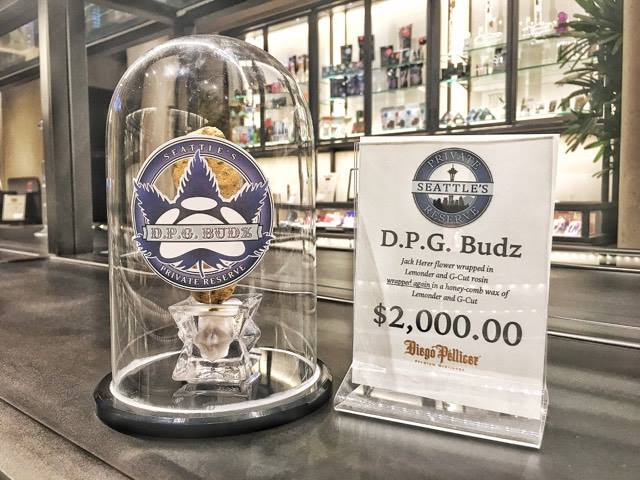 SEATTLE'S
D.P.G. BUDZ
PRIVATE RESERVE
PRIVATE
SEATTLE'S
RESERVE
D.P.G. Budz
Jack Herer flower wrapped in
Lemonder and G-Cut rosin
wrapped again in a honey-comb wax of
Lemonder and G-Cut
$2,000.00
Diego Pellicer